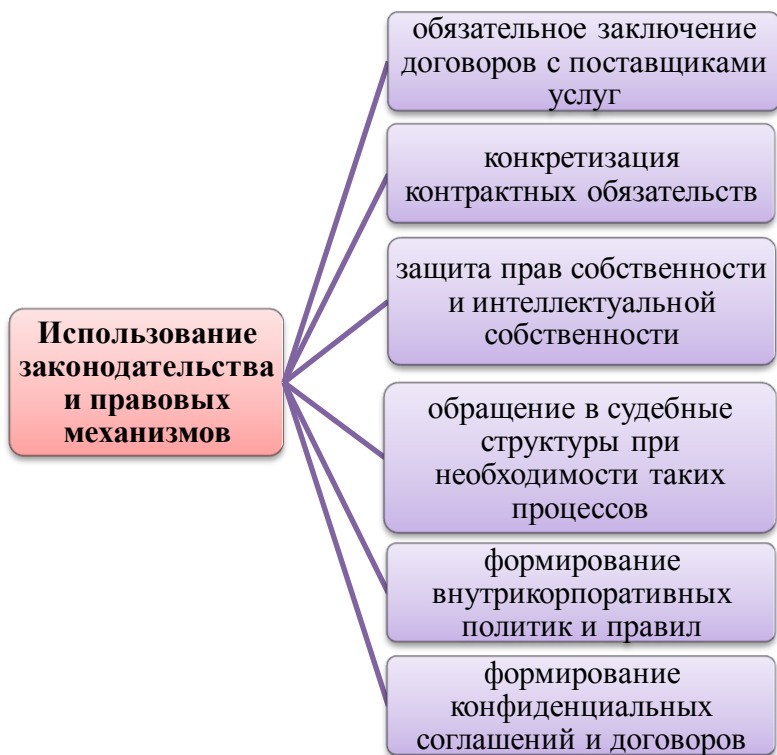 обязательное заключение
договоров с поставщиками
услуг
конкретизация
контрактных обязательств
защита прав собственности
и интеллектуальной
собственности
Использование
законодательства
и правовых
механизмов
обращение в судебные
структуры при
необходимости таких
процессов
формирование
внутрикорпоративных
политик и правил
формирование
конфиденциальных
соглашений и договоров